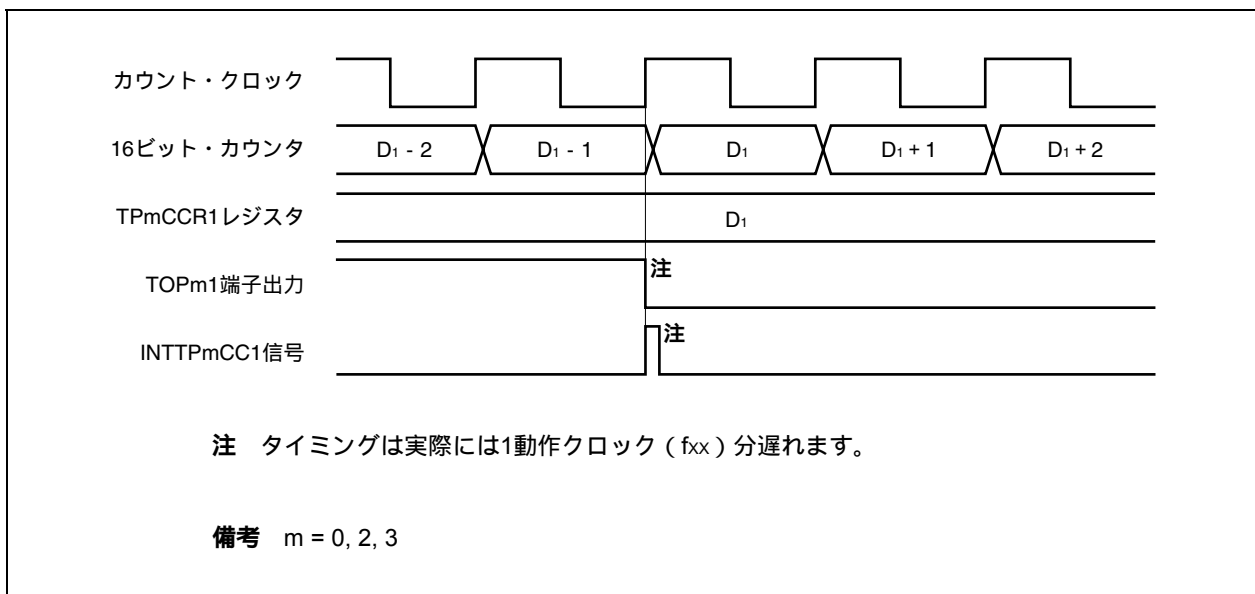 カウント・クロック
16ビット・カウンタ D1 - 2 D1 - 1 D1 D1 + 1 D1 + 2
TPmCCR1レジスタ D1
TOPm1端子出力 注
INTTPmCC1信号 注
注 タイミングは実際には1動作クロック（fxx）分遅れます。
備考 m = 0, 2, 3